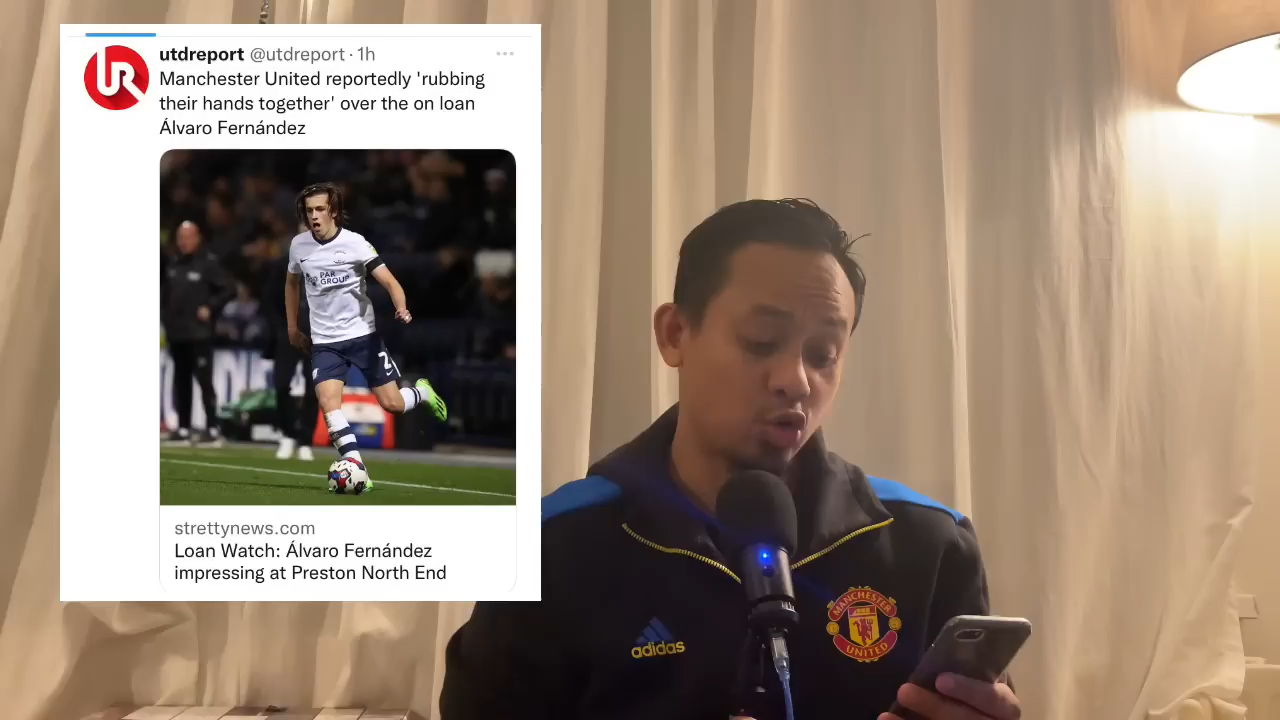 utdreport @utdreport · 1h
Manchester United reportedly 'rubbing
their hands together' over the on loan
Álvaro Fernández
PAR
GROUP
2
strettynews.com
Loan Watch: Álvaro Fernández
impressing at Preston North End
adidas
MANCHESTER
UNITED